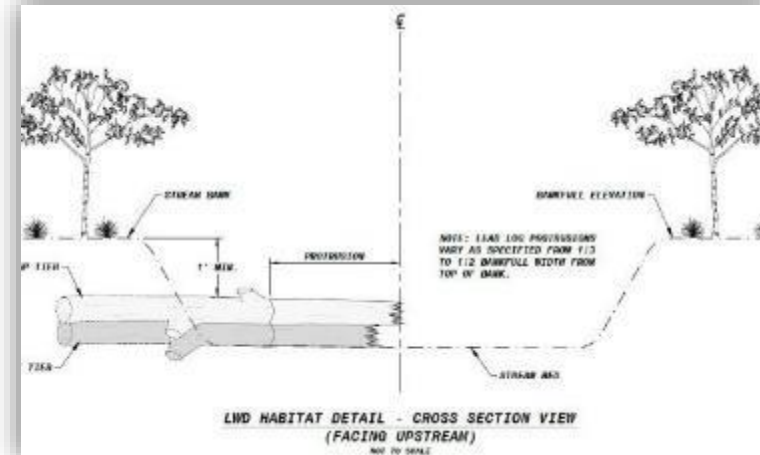 ℄
STREAM BANK
BANKFULL ELEVATION
1' MIN.
PROTRUSION
NOTE: LEAD LOG PROTRUSIONS
VARY AS SPECIFIED FROM 1:3
TO 1:2 BANKFULL WIDTH FROM
TOP OF BANK.
P TIER
TIER
STREAM BED
LWD HABITAT DETAIL - CROSS SECTION VIEW
(FACING UPSTREAM)
NOT TO SCALE